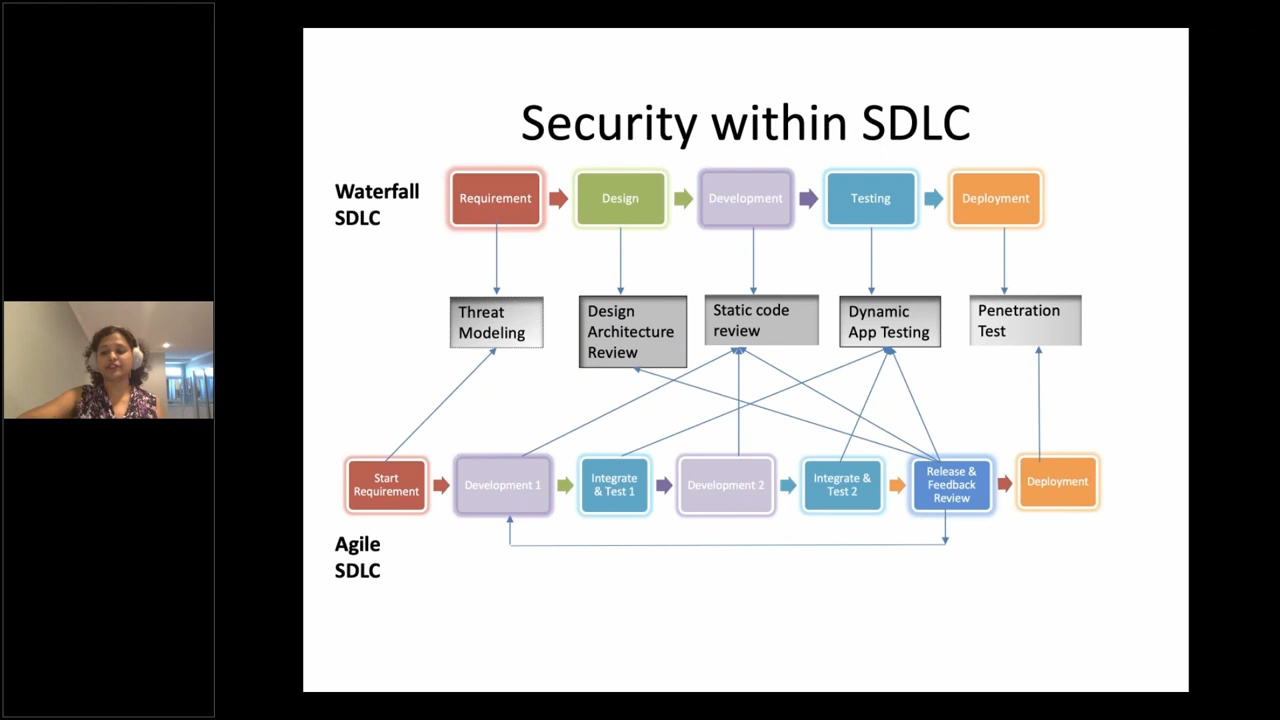 Security within SDLC
Waterfall
SDLC
Requirement
Design
Development
Testing
Deployment
Threat
Modeling
Design
Architecture
Review
Static code
review
Dynamic
App Testing
Penetration
Test
Start
Requirement
Development 1
Integrate
& Test 1
Development 2
Integrate &
Test 2
Release &
Feedback
Review
Deployment
Agile
SDLC